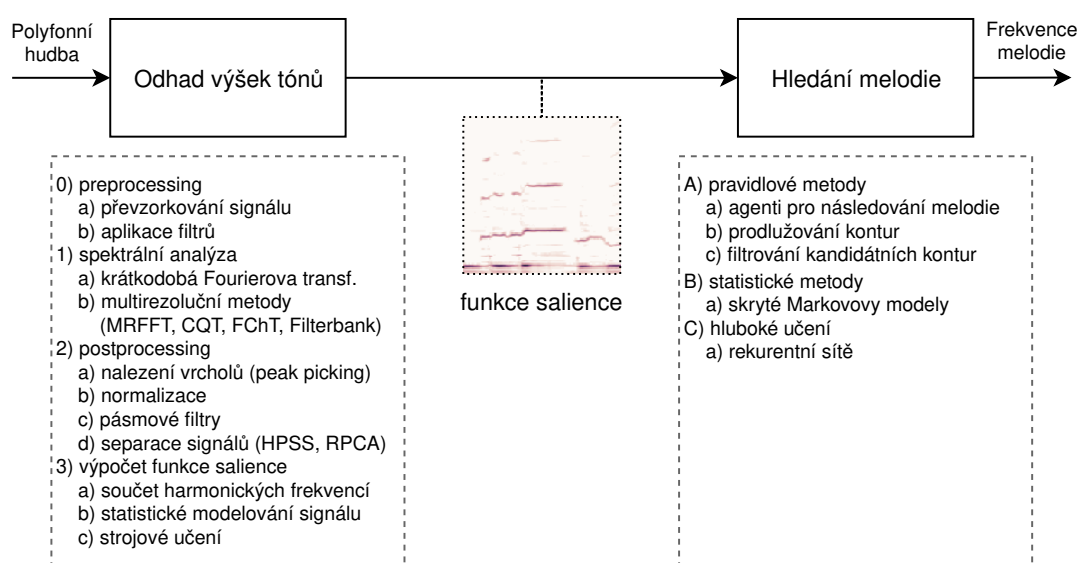 Polyfonní
hudba
Odhad výšek tónů
Hledání melodie
Frekvence
melodie
funkce salience
0) preprocessing
a) převzorkování signálu
b) aplikace filtrů
1) spektrální analýza
a) krátkodobá Fourierova transf.
b) multirezoluční metody
(MRFFT, CQT, FChT, Filterbank)
2) postprocessing
a) nalezení vrcholů (peak picking)
b) normalizace
c) pásmové filtry
d) separace signálů (HPSS, RPCA)
3) výpočet funkce salience
a) součet harmonických frekvencí
b) statistické modelování signálu
c) strojové učení
A) pravidlové metody
a) agenti pro následování melodie
b) prodlužování kontur
c) filtrování kandidátních kontur
B) statistické metody
a) skryté Markovovy modely
C) hluboké učení
a) rekurentní sítě